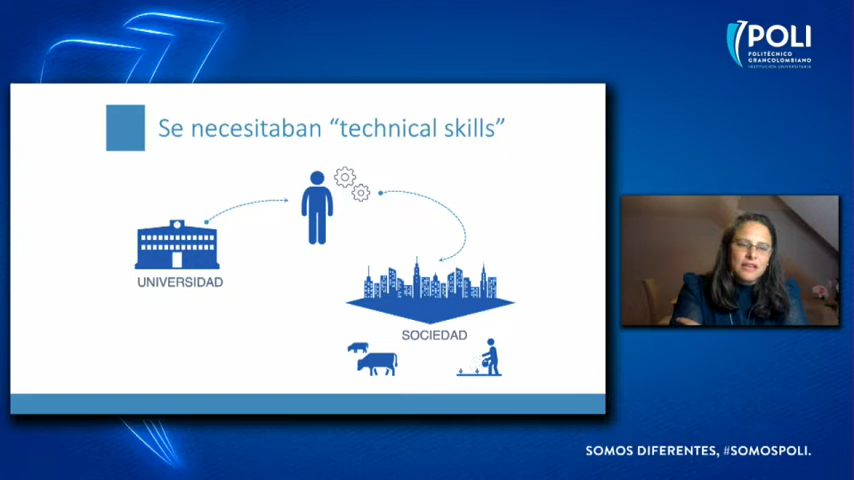 POLI
POLITÉCNICO
GRANCOLOMBIANO
INSTITUCIÓN UNIVERSITARIA
Se necesitaban “technical skills”
UNIVERSIDAD
SOCIEDAD
SOMOS DIFERENTES, #SOMOSPOLI.